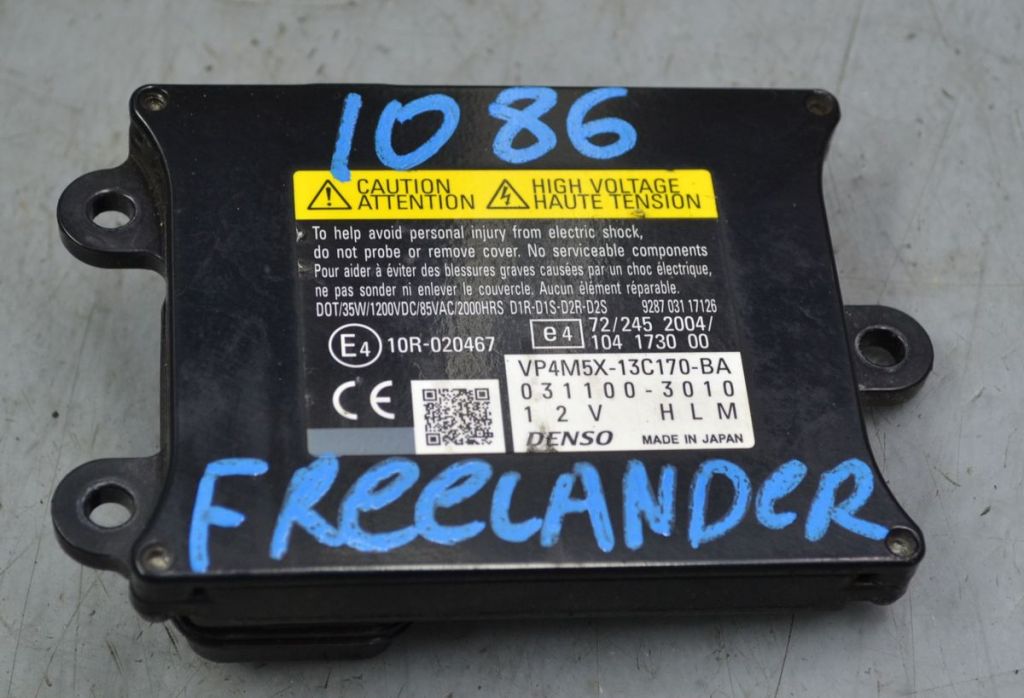 1086
CAUTION ATTENTION
HIGH VOLTAGE HAUTE TENSION
To help avoid personal injury from electric shock,
do not probe or remove cover. No serviceable components
Pour aider à éviter des blessures graves causées par un choc électrique,
ne pas sonder ni enlever le couvercle. Aucun élément réparable.
DOT/35W/1200VDC/85VAC/2000HRS D1R-D1S-D2R-D2S 9287 031 17126
E4 10R-020467
e4 72/245 2004/
104 1730 00
CE
VP4M5X-13C170-BA
031100-3010
12V HLM
DENSO MADE IN JAPAN
FReeLANDeR